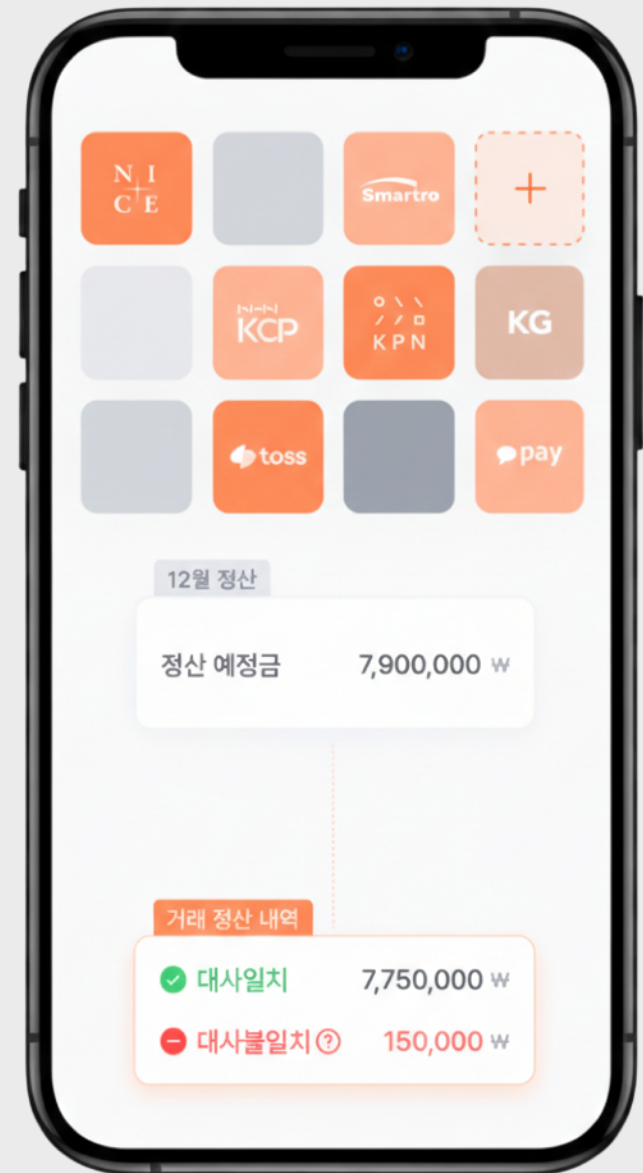 N I
C E
Smartro
KCP
KPN
KG
toss
pay
12월 정산
정산 예정금 7,900,000 ₩
거래 정산 내역
대사일치 7,750,000 ₩
대사불일치 ? 150,000 ₩